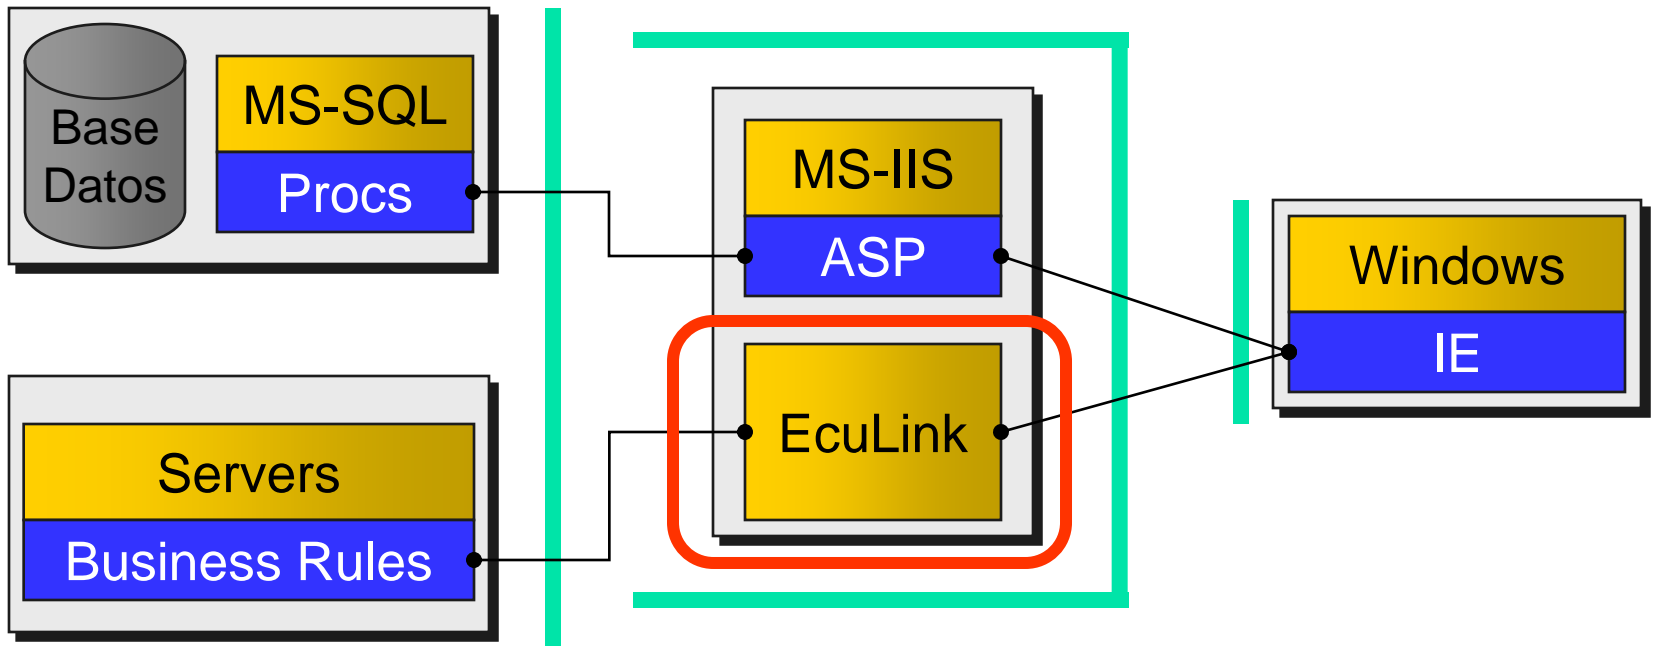 Base
Datos
MS-SQL
Procs
Servers
Business Rules
MS-IIS
ASP
EcuLink
Windows
IE